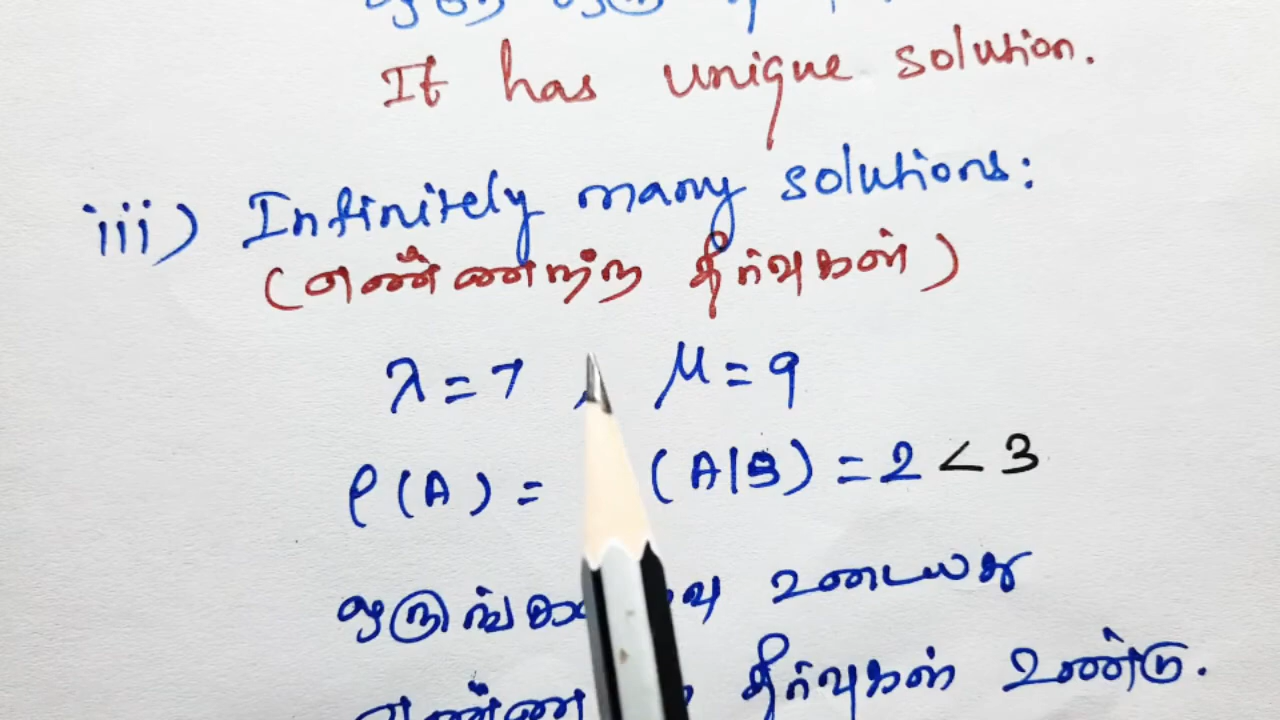 It has unique solution.
iii) Infinitely many solutions:
(எண்ணற்ற தீர்வுகள்)
λ = 7 , μ = 9
ρ(A) = (A|B) = 2 < 3
உடையது
தீர்வுகள் உண்டு.